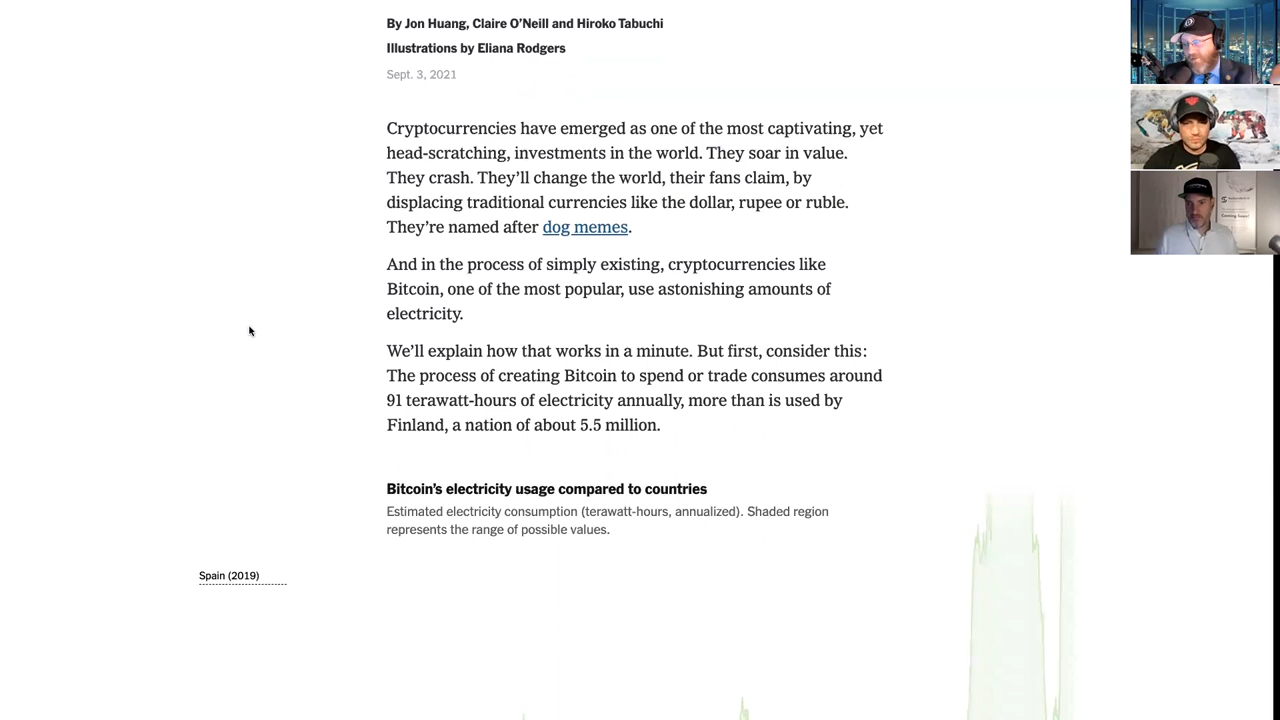 By Jon Huang, Claire O’Neill and Hiroko Tabuchi
Illustrations by Eliana Rodgers
Sept. 3, 2021
Cryptocurrencies have emerged as one of the most captivating, yet
head-scratching, investments in the world. They soar in value.
They crash. They’ll change the world, their fans claim, by
displacing traditional currencies like the dollar, rupee or ruble.
They’re named after dog memes.
And in the process of simply existing, cryptocurrencies like
Bitcoin, one of the most popular, use astonishing amounts of
electricity.
We’ll explain how that works in a minute. But first, consider this:
The process of creating Bitcoin to spend or trade consumes around
91 terawatt-hours of electricity annually, more than is used by
Finland, a nation of about 5.5 million.
Bitcoin’s electricity usage compared to countries
Estimated electricity consumption (terawatt-hours, annualized). Shaded region
represents the range of possible values.
Spain (2019)